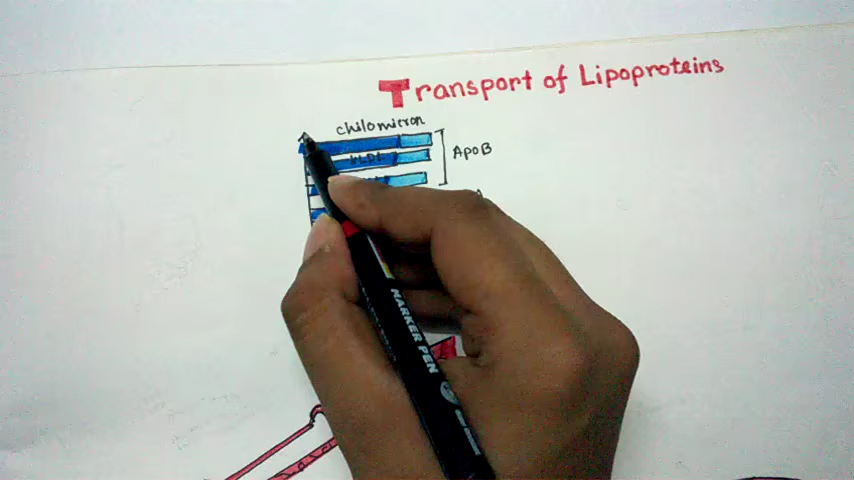 Transport of Lipoproteins
chilomicron
VLDL
ApoB
A
MARKER PEN